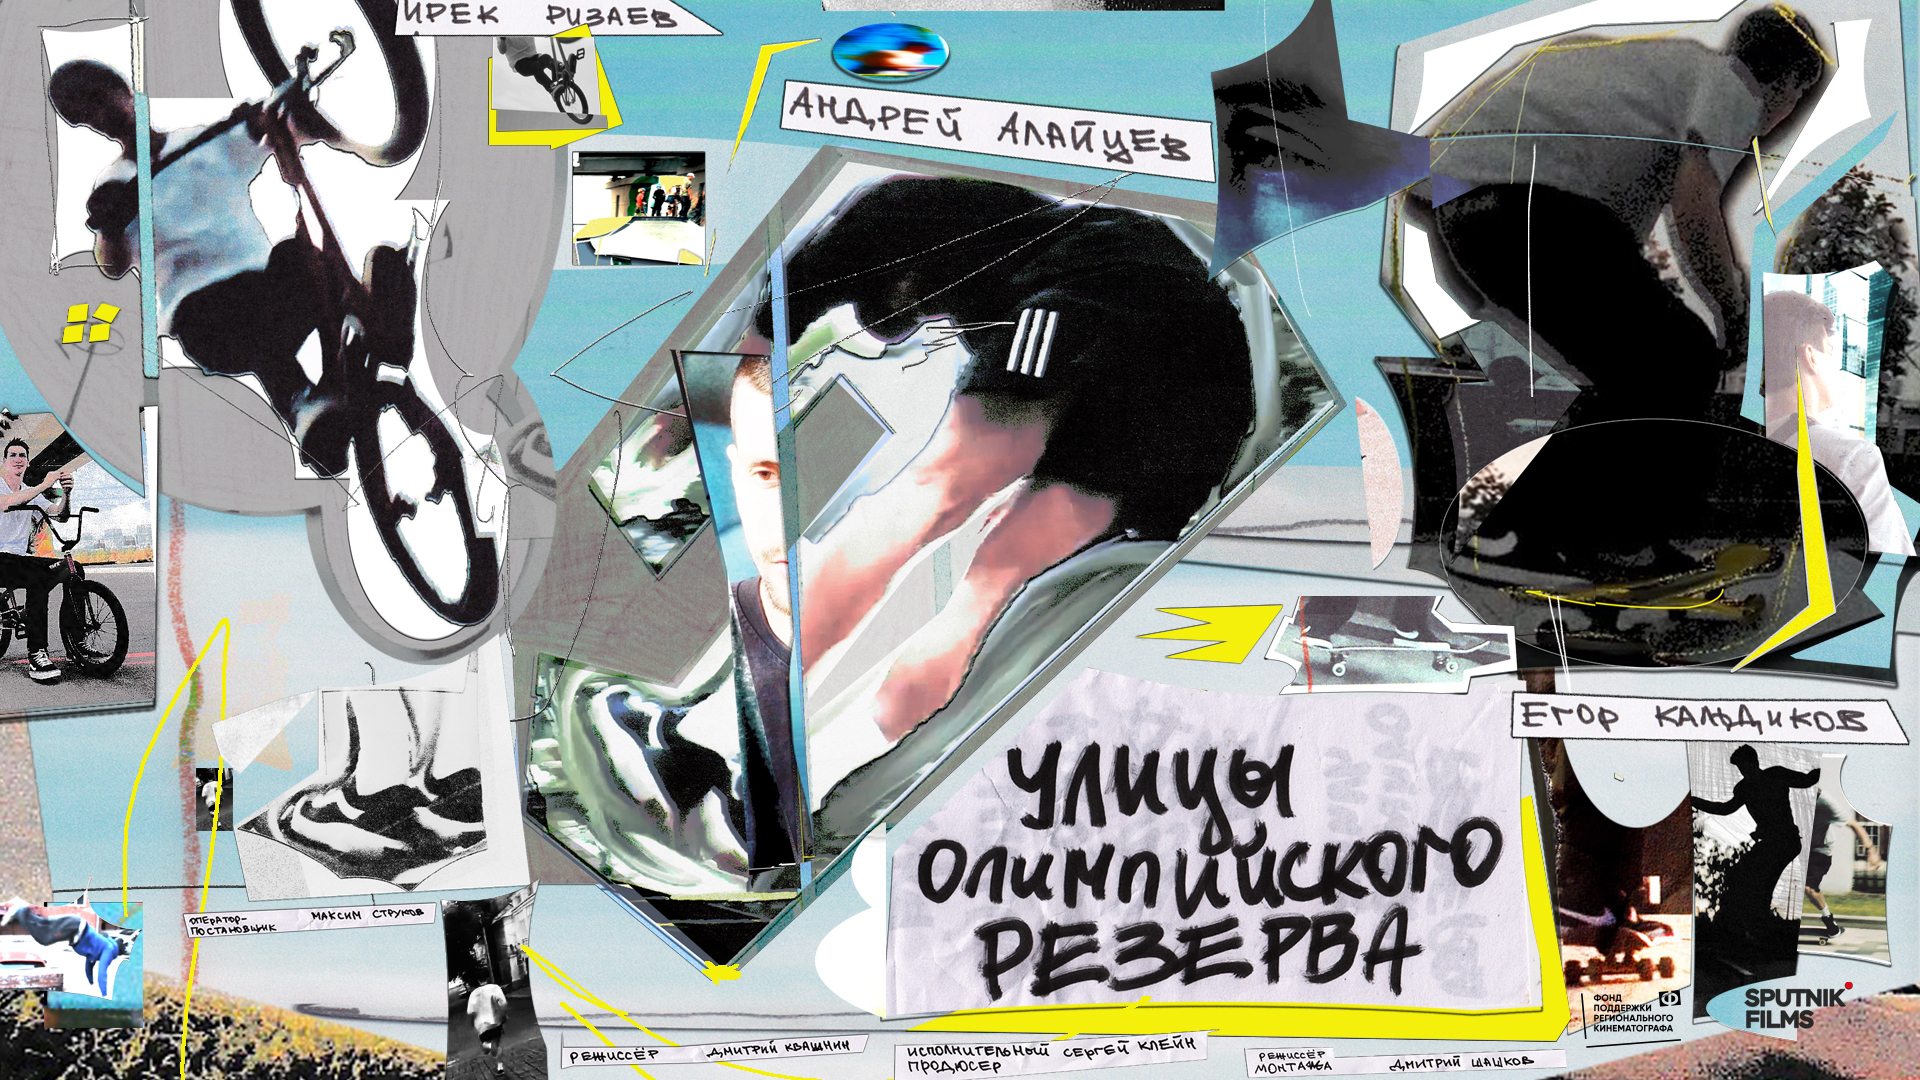 ИРЕК РИЗАЕВ
АНДРЕЙ АЛАЙЦЕВ
ЕГОР КАЛЬДИКОВ
УЛИЦЫ
ОЛИМПИЙСКОГО
РЕЗЕРВА
ОПЕРАТОР-
ПОСТАНОВЩИК
МАКСИМ СТРУКОВ
РЕЖИССЁР ДМИТРИЙ КВАШНИН
ИСПОЛНИТЕЛЬНЫЙ СЕРГЕЙ КЛЕЙН
ПРОДЮСЕР
РЕЖИССЁР
МОНТАЖА
ДМИТРИЙ ШАШКОВ
ФОНД
ПОДДЕРЖКИ
РЕГИОНАЛЬНОГО
КИНЕМАТОГРАФА
SPUTNIK
FILMS